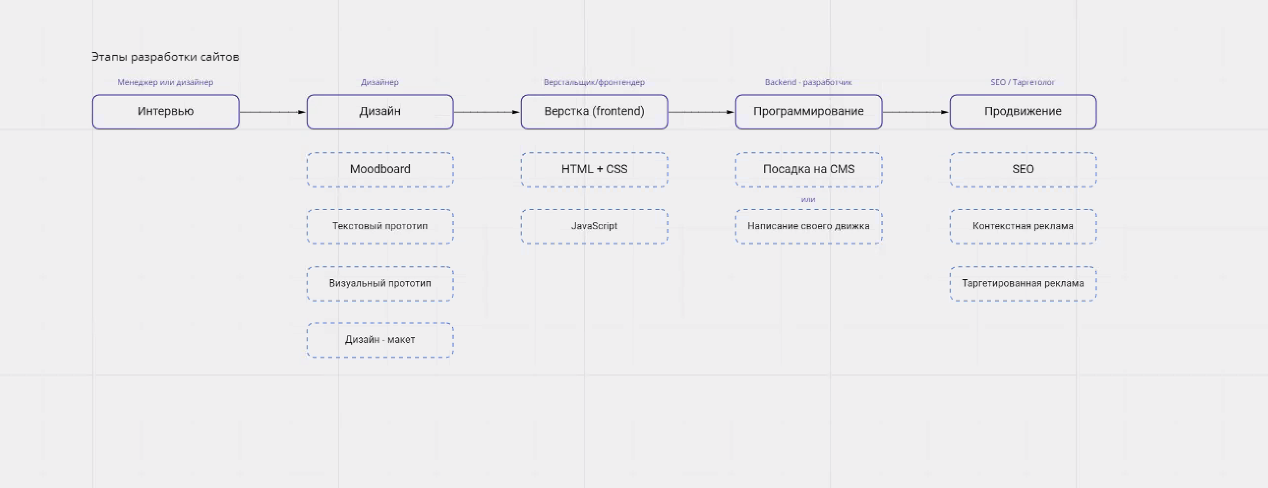 Этапы разработки сайтов
Менеджер или дизайнер
Дизайнер
Верстальщик/фронтендер
Backend - разработчик
SEO / Таргетолог
Интервью
Дизайн
Верстка (frontend)
Программирование
Продвижение
Moodboard
HTML + CSS
Посадка на CMS
SEO
или
Текстовый прототип
JavaScript
Написание своего движка
Контекстная реклама
Визуальный прототип
Таргетированная реклама
Дизайн - макет